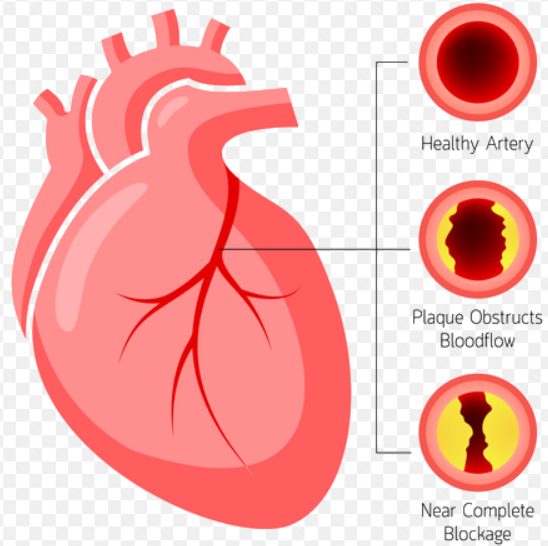 Healthy Artery
Plaque Obstructs
Bloodflow
Near Complete
Blockage